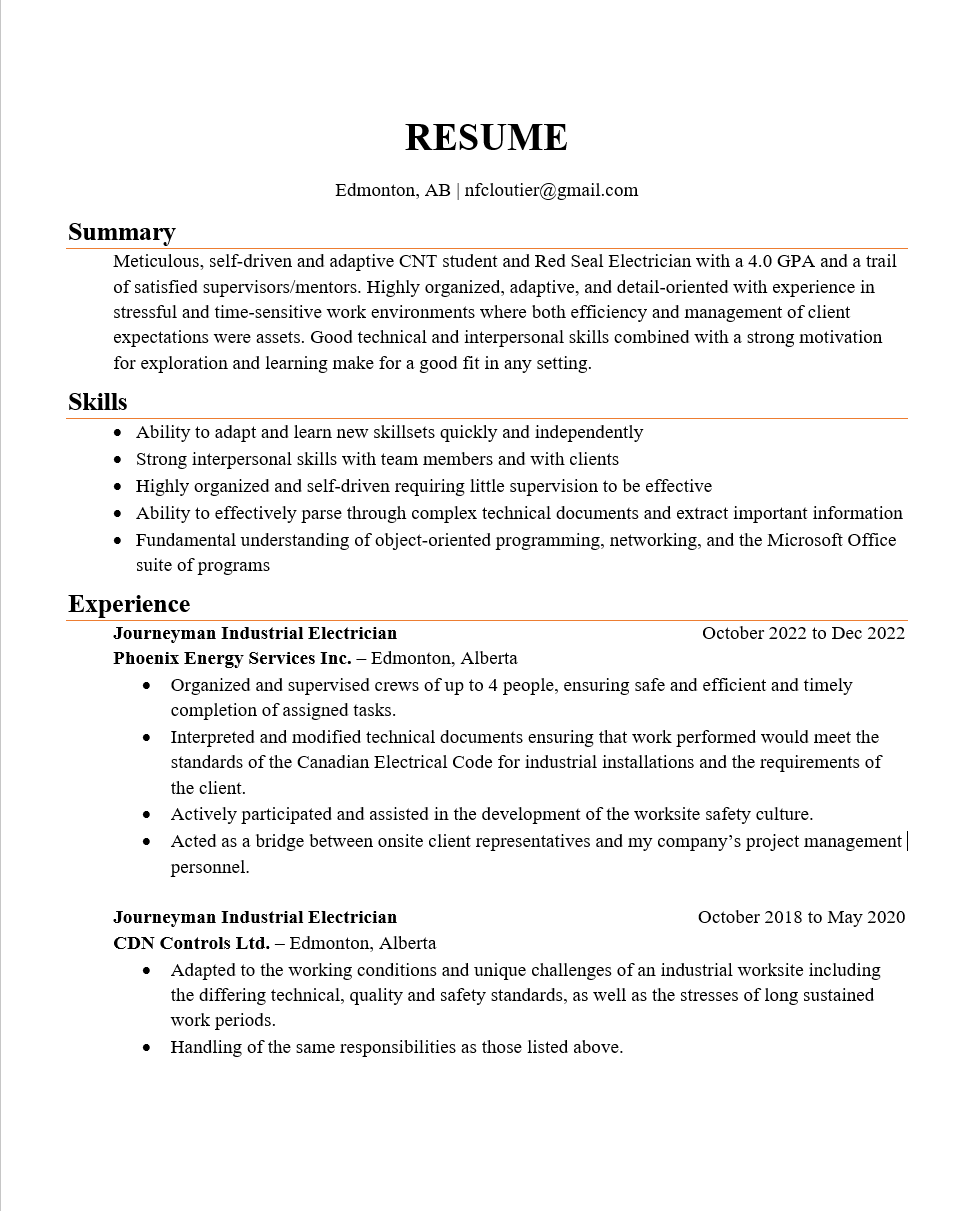 RESUME
Edmonton, AB | nfcloutier@gmail.com
Summary
Meticulous, self-driven and adaptive CNT student and Red Seal Electrician with a 4.0 GPA and a trail
of satisfied supervisors/mentors. Highly organized, adaptive, and detail-oriented with experience in
stressful and time-sensitive work environments where both efficiency and management of client
expectations were assets. Good technical and interpersonal skills combined with a strong motivation
for exploration and learning make for a good fit in any setting.
Skills
• Ability to adapt and learn new skillsets quickly and independently
• Strong interpersonal skills with team members and with clients
• Highly organized and self-driven requiring little supervision to be effective
• Ability to effectively parse through complex technical documents and extract important information
• Fundamental understanding of object-oriented programming, networking, and the Microsoft Office
suite of programs
Experience
Journeyman Industrial Electrician October 2022 to Dec 2022
Phoenix Energy Services Inc. – Edmonton, Alberta
• Organized and supervised crews of up to 4 people, ensuring safe and efficient and timely
completion of assigned tasks.
• Interpreted and modified technical documents ensuring that work performed would meet the
standards of the Canadian Electrical Code for industrial installations and the requirements of
the client.
• Actively participated and assisted in the development of the worksite safety culture.
• Acted as a bridge between onsite client representatives and my company’s project management
personnel.
Journeyman Industrial Electrician October 2018 to May 2020
CDN Controls Ltd. – Edmonton, Alberta
• Adapted to the working conditions and unique challenges of an industrial worksite including
the differing technical, quality and safety standards, as well as the stresses of long sustained
work periods.
• Handling of the same responsibilities as those listed above.